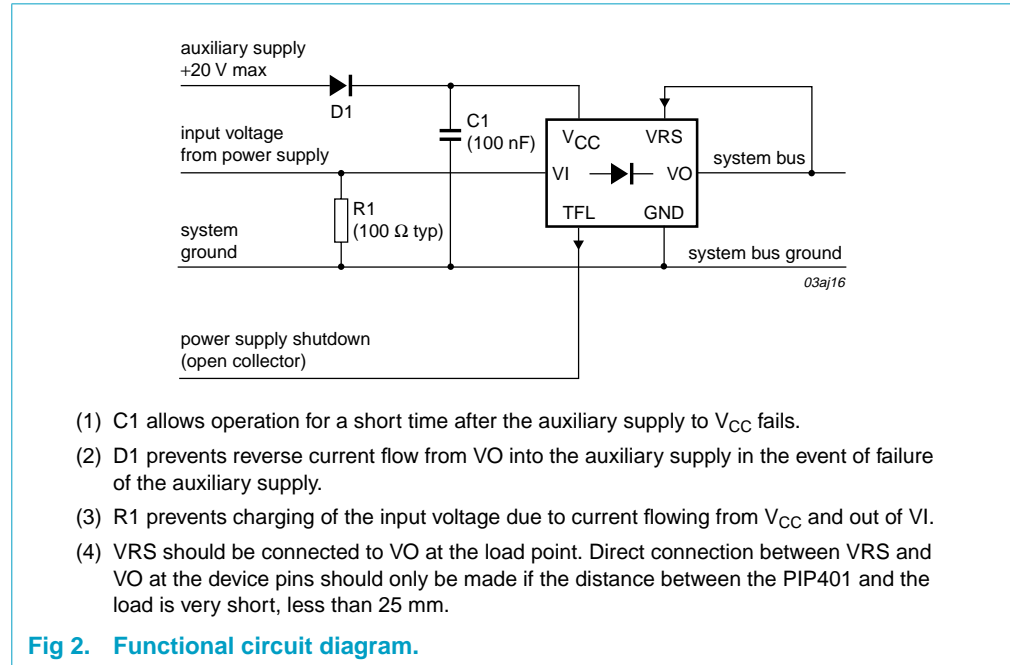 auxiliary supply
+20 V max
D1
C1
(100 nF)
input voltage
from power supply
VCC
VRS
VI
VO
system bus
TFL
GND
R1
(100 Ω typ)
system
ground
system bus ground
03aj16
power supply shutdown
(open collector)
(1) C1 allows operation for a short time after the auxiliary supply to VCC fails.
(2) D1 prevents reverse current flow from VO into the auxiliary supply in the event of failure
of the auxiliary supply.
(3) R1 prevents charging of the input voltage due to current flowing from VCC and out of VI.
(4) VRS should be connected to VO at the load point. Direct connection between VRS and
VO at the device pins should only be made if the distance between the PIP401 and the
load is very short, less than 25 mm.
Fig 2. Functional circuit diagram.